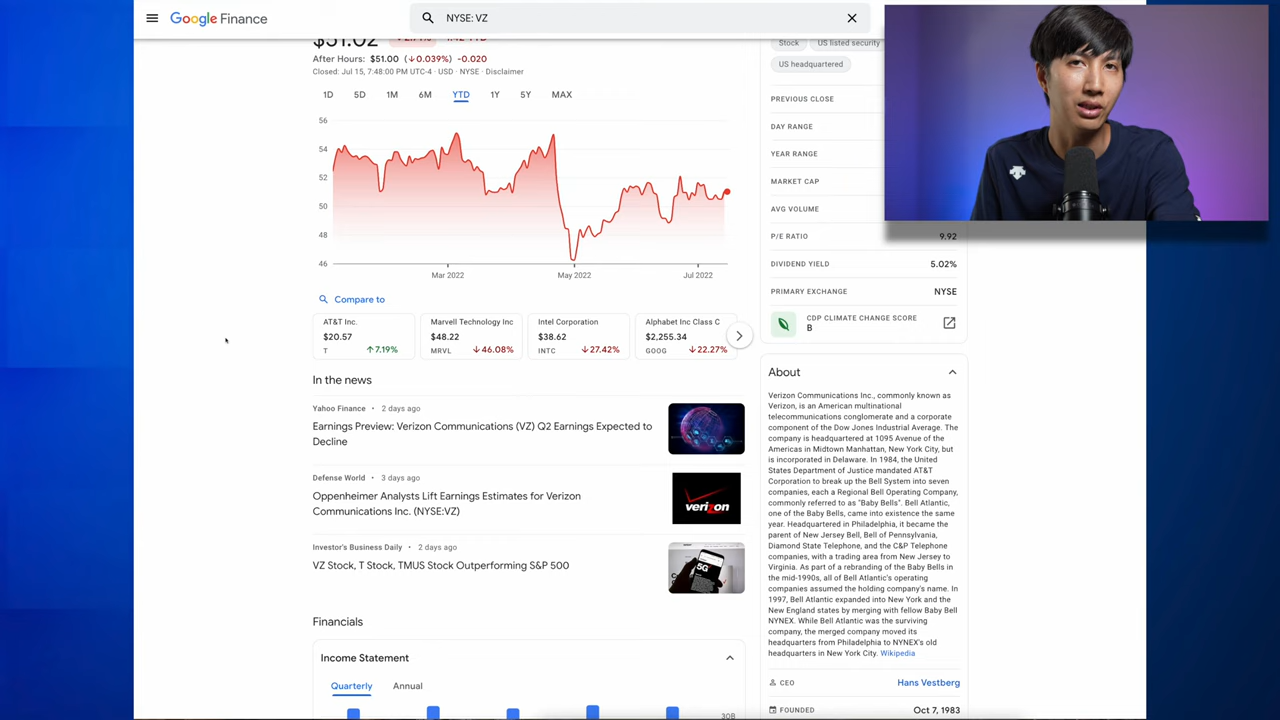 Google Finance
NYSE: VZ
$51.02
After Hours: $51.00 (↓0.039%) -0.020
Closed: Jul 15, 7:48:00 PM UTC-4 · USD · NYSE · Disclaimer
1D 5D 1M 6M YTD 1Y 5Y MAX
56
54
52
50
48
46
Mar 2022 May 2022 Jul 2022
Compare to
AT&T Inc.
$20.57
T ↑7.19%
Marvell Technology Inc
$48.22
MRVL ↓46.08%
Intel Corporation
$38.62
INTC ↓27.42%
Alphabet Inc Class C
$2,255.34
GOOG ↓22.27%
In the news
Yahoo Finance • 2 days ago
Earnings Preview: Verizon Communications (VZ) Q2 Earnings Expected to
Decline
Defense World • 3 days ago
Oppenheimer Analysts Lift Earnings Estimates for Verizon
Communications Inc. (NYSE:VZ)
verizon
Investor's Business Daily • 2 days ago
VZ Stock, T Stock, TMUS Stock Outperforming S&P 500
5G
Financials
Income Statement
Quarterly Annual
30B
Stock US listed security
US headquartered
PREVIOUS CLOSE
DAY RANGE
YEAR RANGE
MARKET CAP
AVG VOLUME
P/E RATIO 9.92
DIVIDEND YIELD 5.02%
PRIMARY EXCHANGE NYSE
CDP CLIMATE CHANGE SCORE
B
About
Verizon Communications Inc., commonly known as
Verizon, is an American multinational
telecommunications conglomerate and a corporate
component of the Dow Jones Industrial Average. The
company is headquartered at 1095 Avenue of the
Americas in Midtown Manhattan, New York City, but
is incorporated in Delaware. In 1984, the United
States Department of Justice mandated AT&T
Corporation to break up the Bell System into seven
companies, each a Regional Bell Operating Company,
commonly referred to as "Baby Bells". Bell Atlantic,
one of the Baby Bells, came into existence the same
year. Headquartered in Philadelphia, it became the
parent of New Jersey Bell, Bell of Pennsylvania,
Diamond State Telephone, and the C&P Telephone
companies, with a trading area from New Jersey to
Virginia. As part of a rebranding of the Baby Bells in
the mid-1990s, all of Bell Atlantic's operating
companies assumed the holding company's name. In
1997, Bell Atlantic expanded into New York and the
New England states by merging with fellow Baby Bell
NYNEX. While Bell Atlantic was the surviving
company, the merged company moved its
headquarters from Philadelphia to NYNEX's old
headquarters in New York City. Wikipedia
CEO Hans Vestberg
FOUNDED Oct 7, 1983